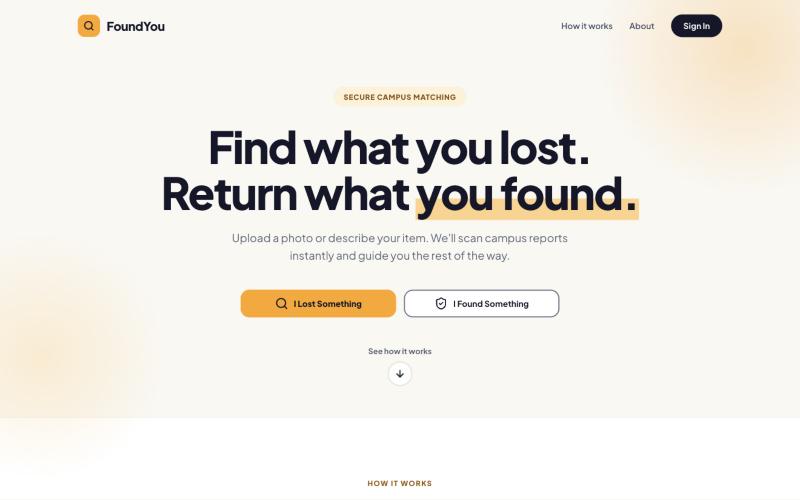 FoundYou
How it works
About
Sign In
SECURE CAMPUS MATCHING
Find what you lost.
Return what you found.
Upload a photo or describe your item. We'll scan campus reports
instantly and guide you the rest of the way.
I Lost Something
I Found Something
See how it works
HOW IT WORKS